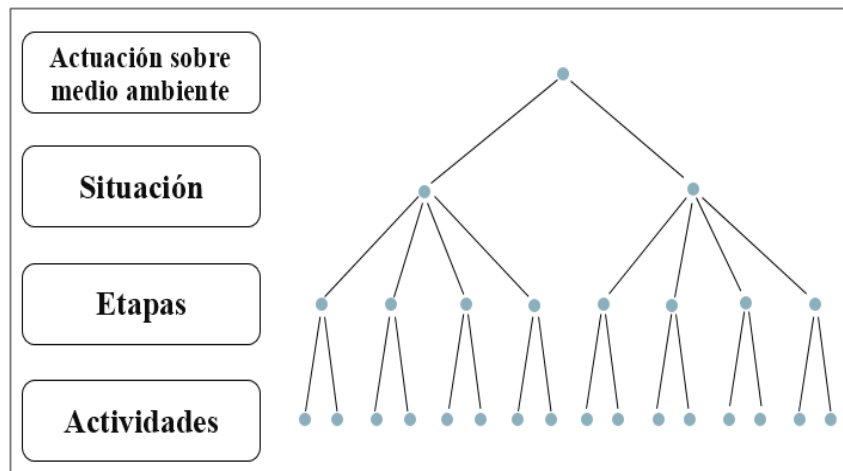 Actuación sobre
medio ambiente
Situación
Etapas
Actividades